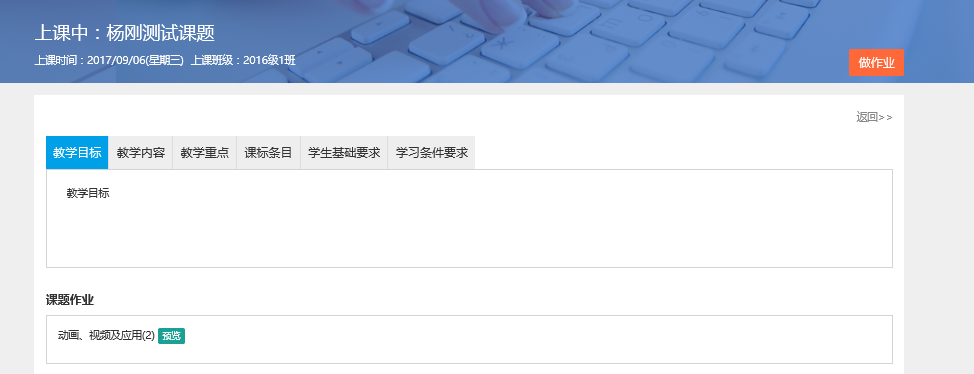 上课中：杨刚测试课题
上课时间：2017/09/06(星期三) 上课班级：2016级1班
做作业
返回>>
教学目标 教学内容 教学重点 课标条目 学生基础要求 学习条件要求
教学目标
课题作业
动画、视频及应用(2) 预览